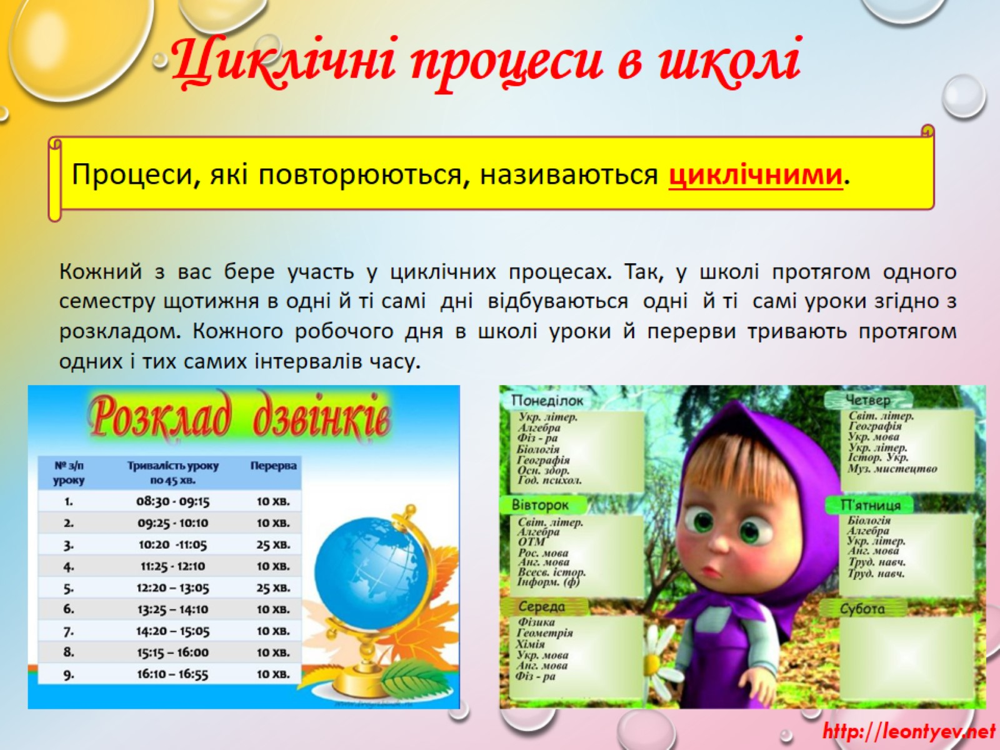 Циклічні процеси в школі
Процеси, які повторюються, називаються циклічними.
Кожний з вас бере участь у циклічних процесах. Так, у школі протягом одного
семестру щотижня в одні й ті самі дні відбуваються одні й ті самі уроки згідно з
розкладом. Кожного робочого дня в школі уроки й перерви тривають протягом
одних і тих самих інтервалів часу.
Розклад дзвінків
№ з/п уроку Тривалість уроку по 45 хв. Перерва
1. 08:30 - 09:15 10 хв.
2. 09:25 - 10:10 10 хв.
3. 10:20 -11:05 25 хв.
4. 11:25 - 12:10 10 хв.
5. 12:20 – 13:05 25 хв.
6. 13:25 – 14:10 10 хв.
7. 14:20 – 15:05 10 хв.
8. 15:15 – 16:00 10 хв.
9. 16:10 – 16:55 10 хв.
Понеділок
Укр. літер.
Алгебра
Фіз - ра
Біологія
Географія
Осн. здор.
Год. психол.
Вівторок
Світ. літер.
Алгебра
ОТМ
Рос. мова
Анг. мова
Всесв. істор.
Інформ. (ф)
Середа
Фізика
Геометрія
Хімія
Укр. мова
Анг. мова
Фіз - ра
Четвер
Світ. літер.
Географія
Укр. мова
Укр. літер.
Істор. Укр.
Муз. мистецтво
П'ятниця
Біологія
Алгебра
Укр. літер.
Анг. мова
Труд. навч.
Труд. навч.
Субота
http://leontyev.net